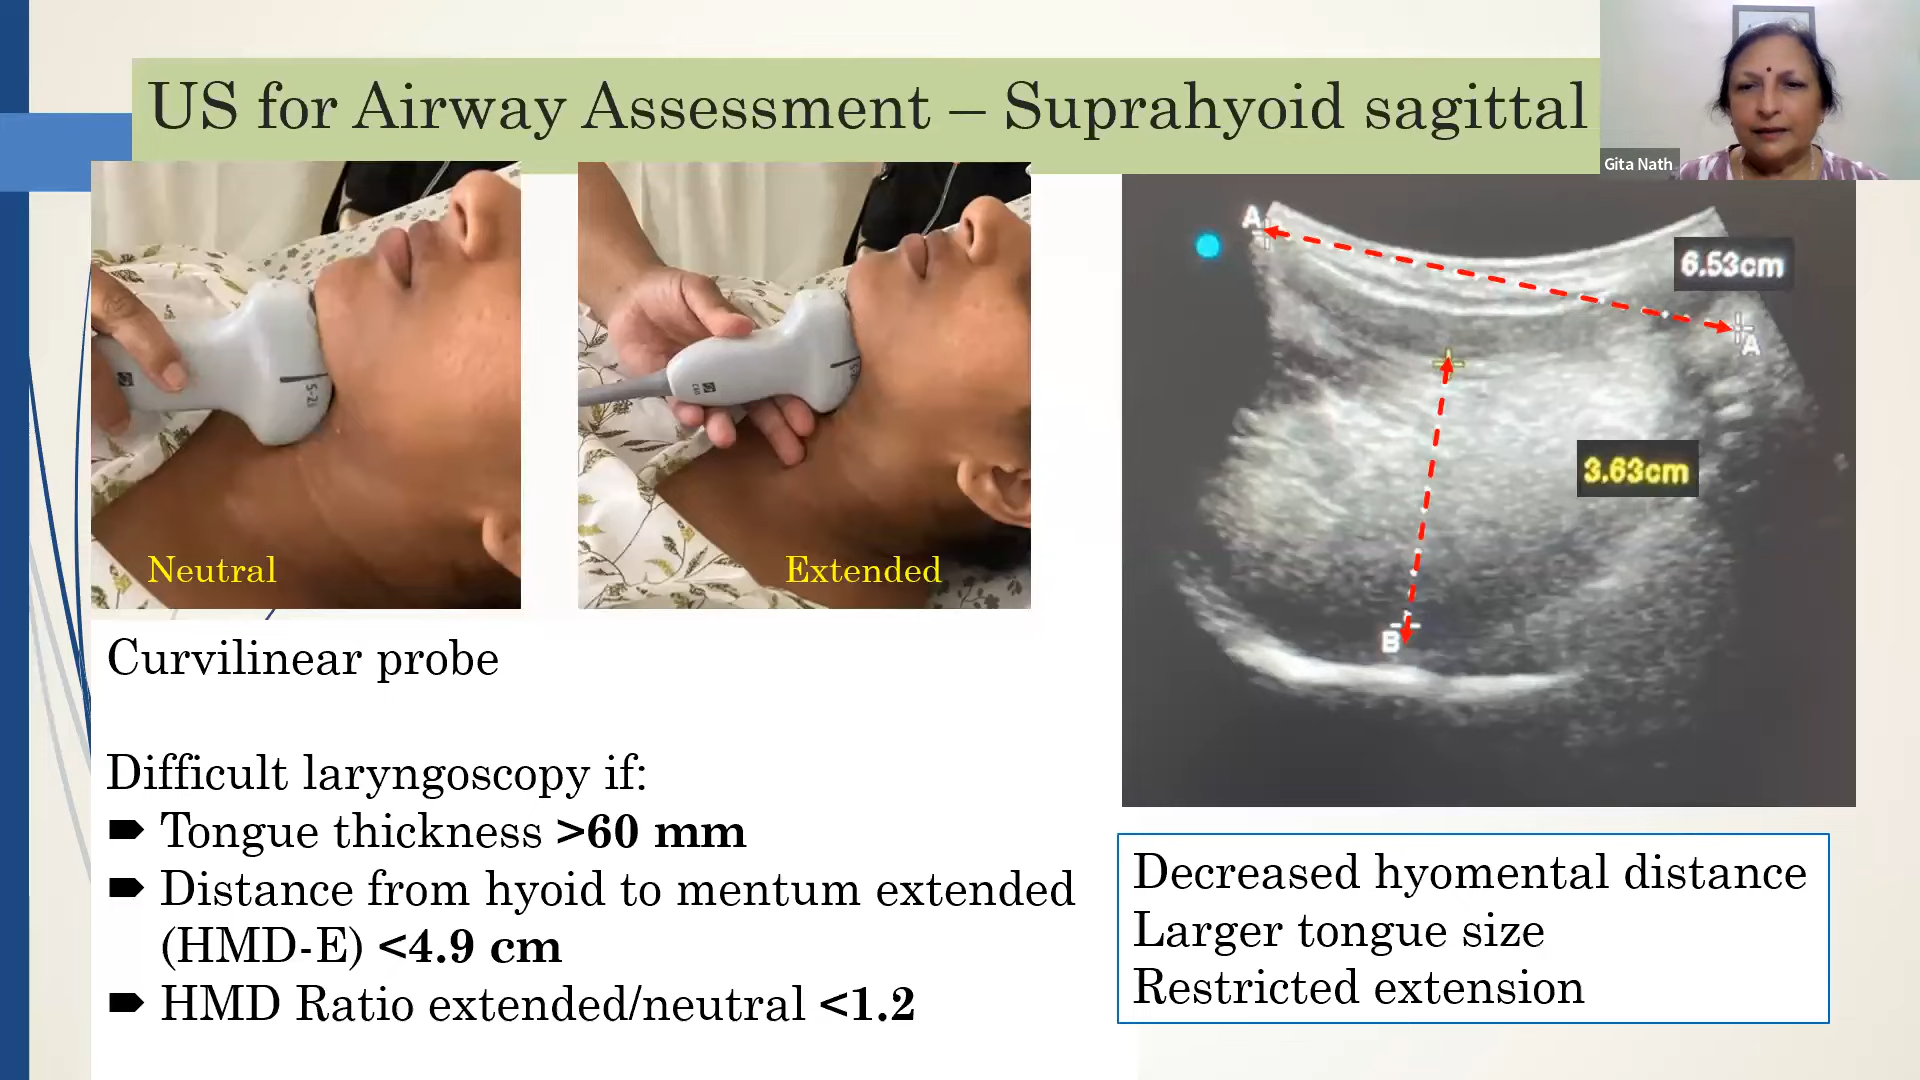 US for Airway Assessment – Suprahyoid sagittal
Gita Nath
Neutral
Extended
A
6.53cm
A
3.63cm
B
Curvilinear probe
Difficult laryngoscopy if:
Tongue thickness >60 mm
Distance from hyoid to mentum extended
(HMD-E) <4.9 cm
HMD Ratio extended/neutral <1.2
Decreased hyomental distance
Larger tongue size
Restricted extension